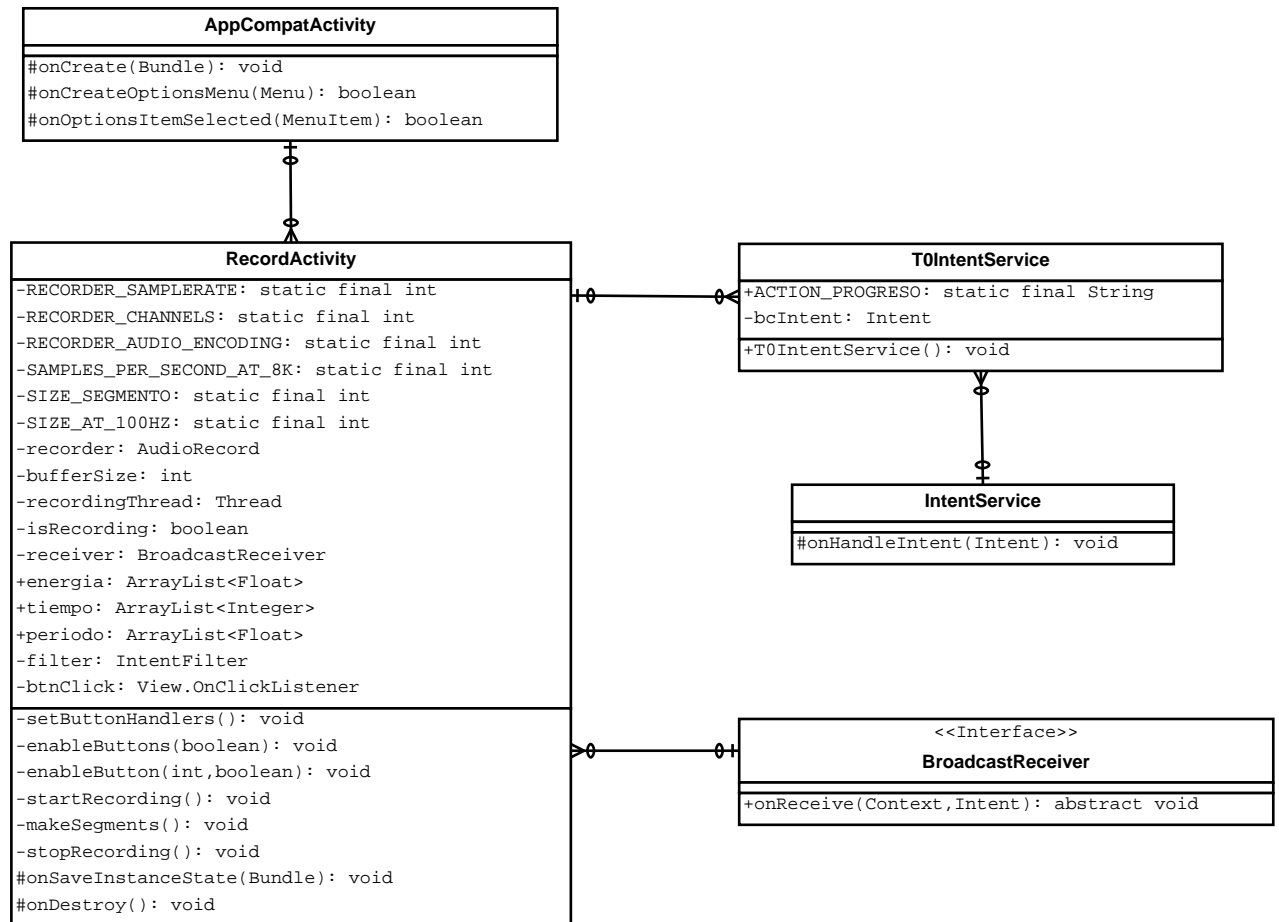 AppCompatActivity
#onCreate(Bundle): void
#onCreateOptionsMenu(Menu): boolean
#onOptionsItemSelected(MenuItem): boolean
RecordActivity
-RECORDER_SAMPLERATE: static final int
-RECORDER_CHANNELS: static final int
-RECORDER_AUDIO_ENCODING: static final int
-SAMPLES_PER_SECOND_AT_8K: static final int
-SIZE_SEGMENTO: static final int
-SIZE_AT_100HZ: static final int
-recorder: AudioRecord
-bufferSize: int
-recordingThread: Thread
-isRecording: boolean
-receiver: BroadcastReceiver
+energia: ArrayList<Float>
+tiempo: ArrayList<Integer>
+periodo: ArrayList<Float>
-filter: IntentFilter
-btnClick: View.OnClickListener
-setButtonHandlers(): void
-enableButtons(boolean): void
-enableButton(int,boolean): void
-startRecording(): void
-makeSegments(): void
-stopRecording(): void
#onSaveInstanceState(Bundle): void
#onDestroy(): void
T0IntentService
+ACTION_PROGRESO: static final String
-bcIntent: Intent
+T0IntentService(): void
IntentService
#onHandleIntent(Intent): void
<<Interface>>
BroadcastReceiver
+onReceive(Context,Intent): abstract void